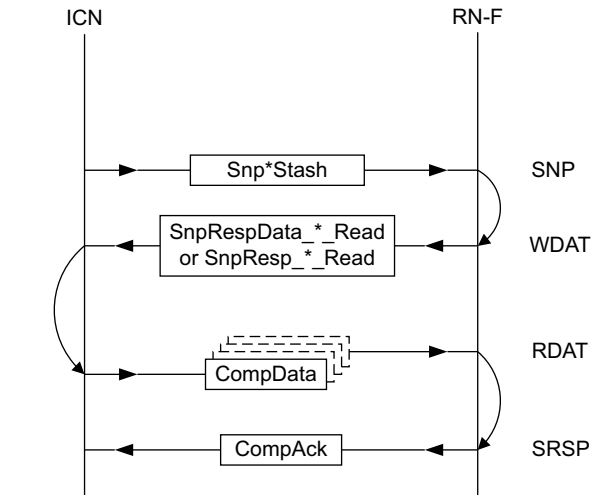 ICN
RN-F
Snp*Stash
SNP
SnpRespData_*_Read
or SnpResp_*_Read
WDAT
CompData
RDAT
CompAck
SRSP